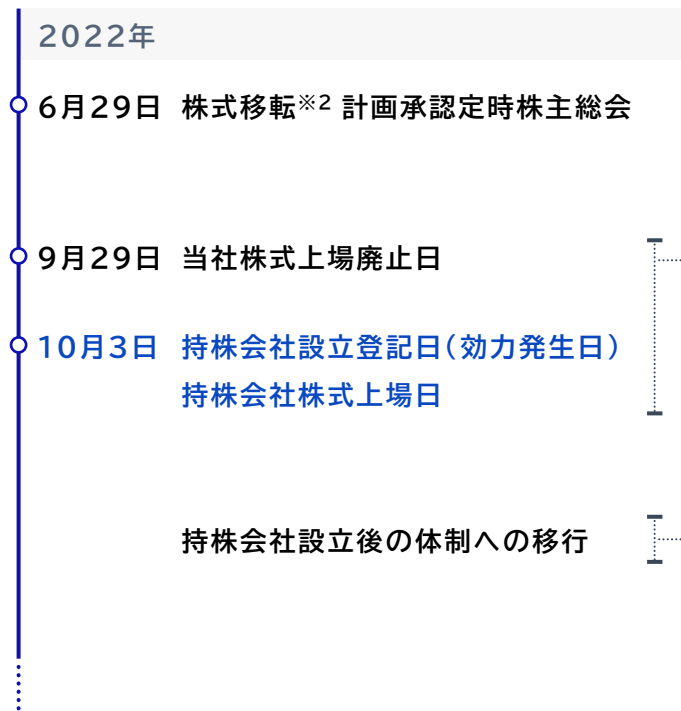 2022年
6月29日 株式移転※2 計画承認定時株主総会
9月29日 当社株式上場廃止日
10月3日 持株会社設立登記日(効力発生日)
持株会社株式上場日
持株会社設立後の体制への移行